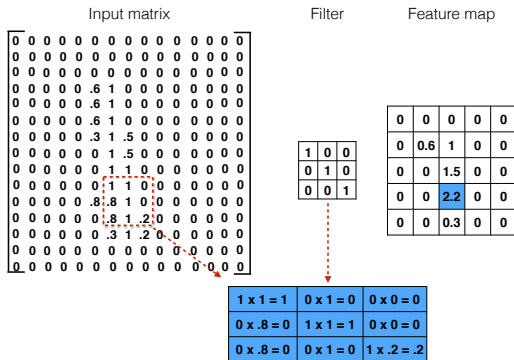 Input matrix Filter Feature map
0 0 0 0 0 0 0 0 0 0 0 0 0 0 0
0 0 0 0 0 0 0 0 0 0 0 0 0 0 0
0 0 0 0 0 0 0 0 0 0 0 0 0 0 0
0 0 0 0 0 .6 1 0 0 0 0 0 0 0 0
0 0 0 0 0 .6 1 0 0 0 0 0 0 0 0
0 0 0 0 0 .6 1 0 0 0 0 0 0 0 0
0 0 0 0 0 .3 1 .5 0 0 0 0 0 0 0
0 0 0 0 0 0 1 .5 0 0 0 0 0 0 0
0 0 0 0 0 0 1 1 0 0 0 0 0 0 0
0 0 0 0 0 0 1 1 0 0 0 0 0 0 0
0 0 0 0 0 .8 .8 1 0 0 0 0 0 0 0
0 0 0 0 0 0 .8 1 .2 0 0 0 0 0 0
0 0 0 0 0 0 .3 1 .2 0 0 0 0 0 0
0 0 0 0 0 0 0 0 0 0 0 0 0 0 0
0 0 0 0 0 0 0 0 0 0 0 0 0 0 0
1 0 0
0 1 0
0 0 1
0 0 0 0 0
0 0.6 1 0 0
0 0 1.5 0 0
0 0 2.2 0 0
0 0 0.3 0 0
1 x 1 = 1 0 x 1 = 0 0 x 0 = 0
0 x .8 = 0 1 x 1 = 1 0 x 0 = 0
0 x .8 = 0 0 x 1 = 0 1 x .2 = .2